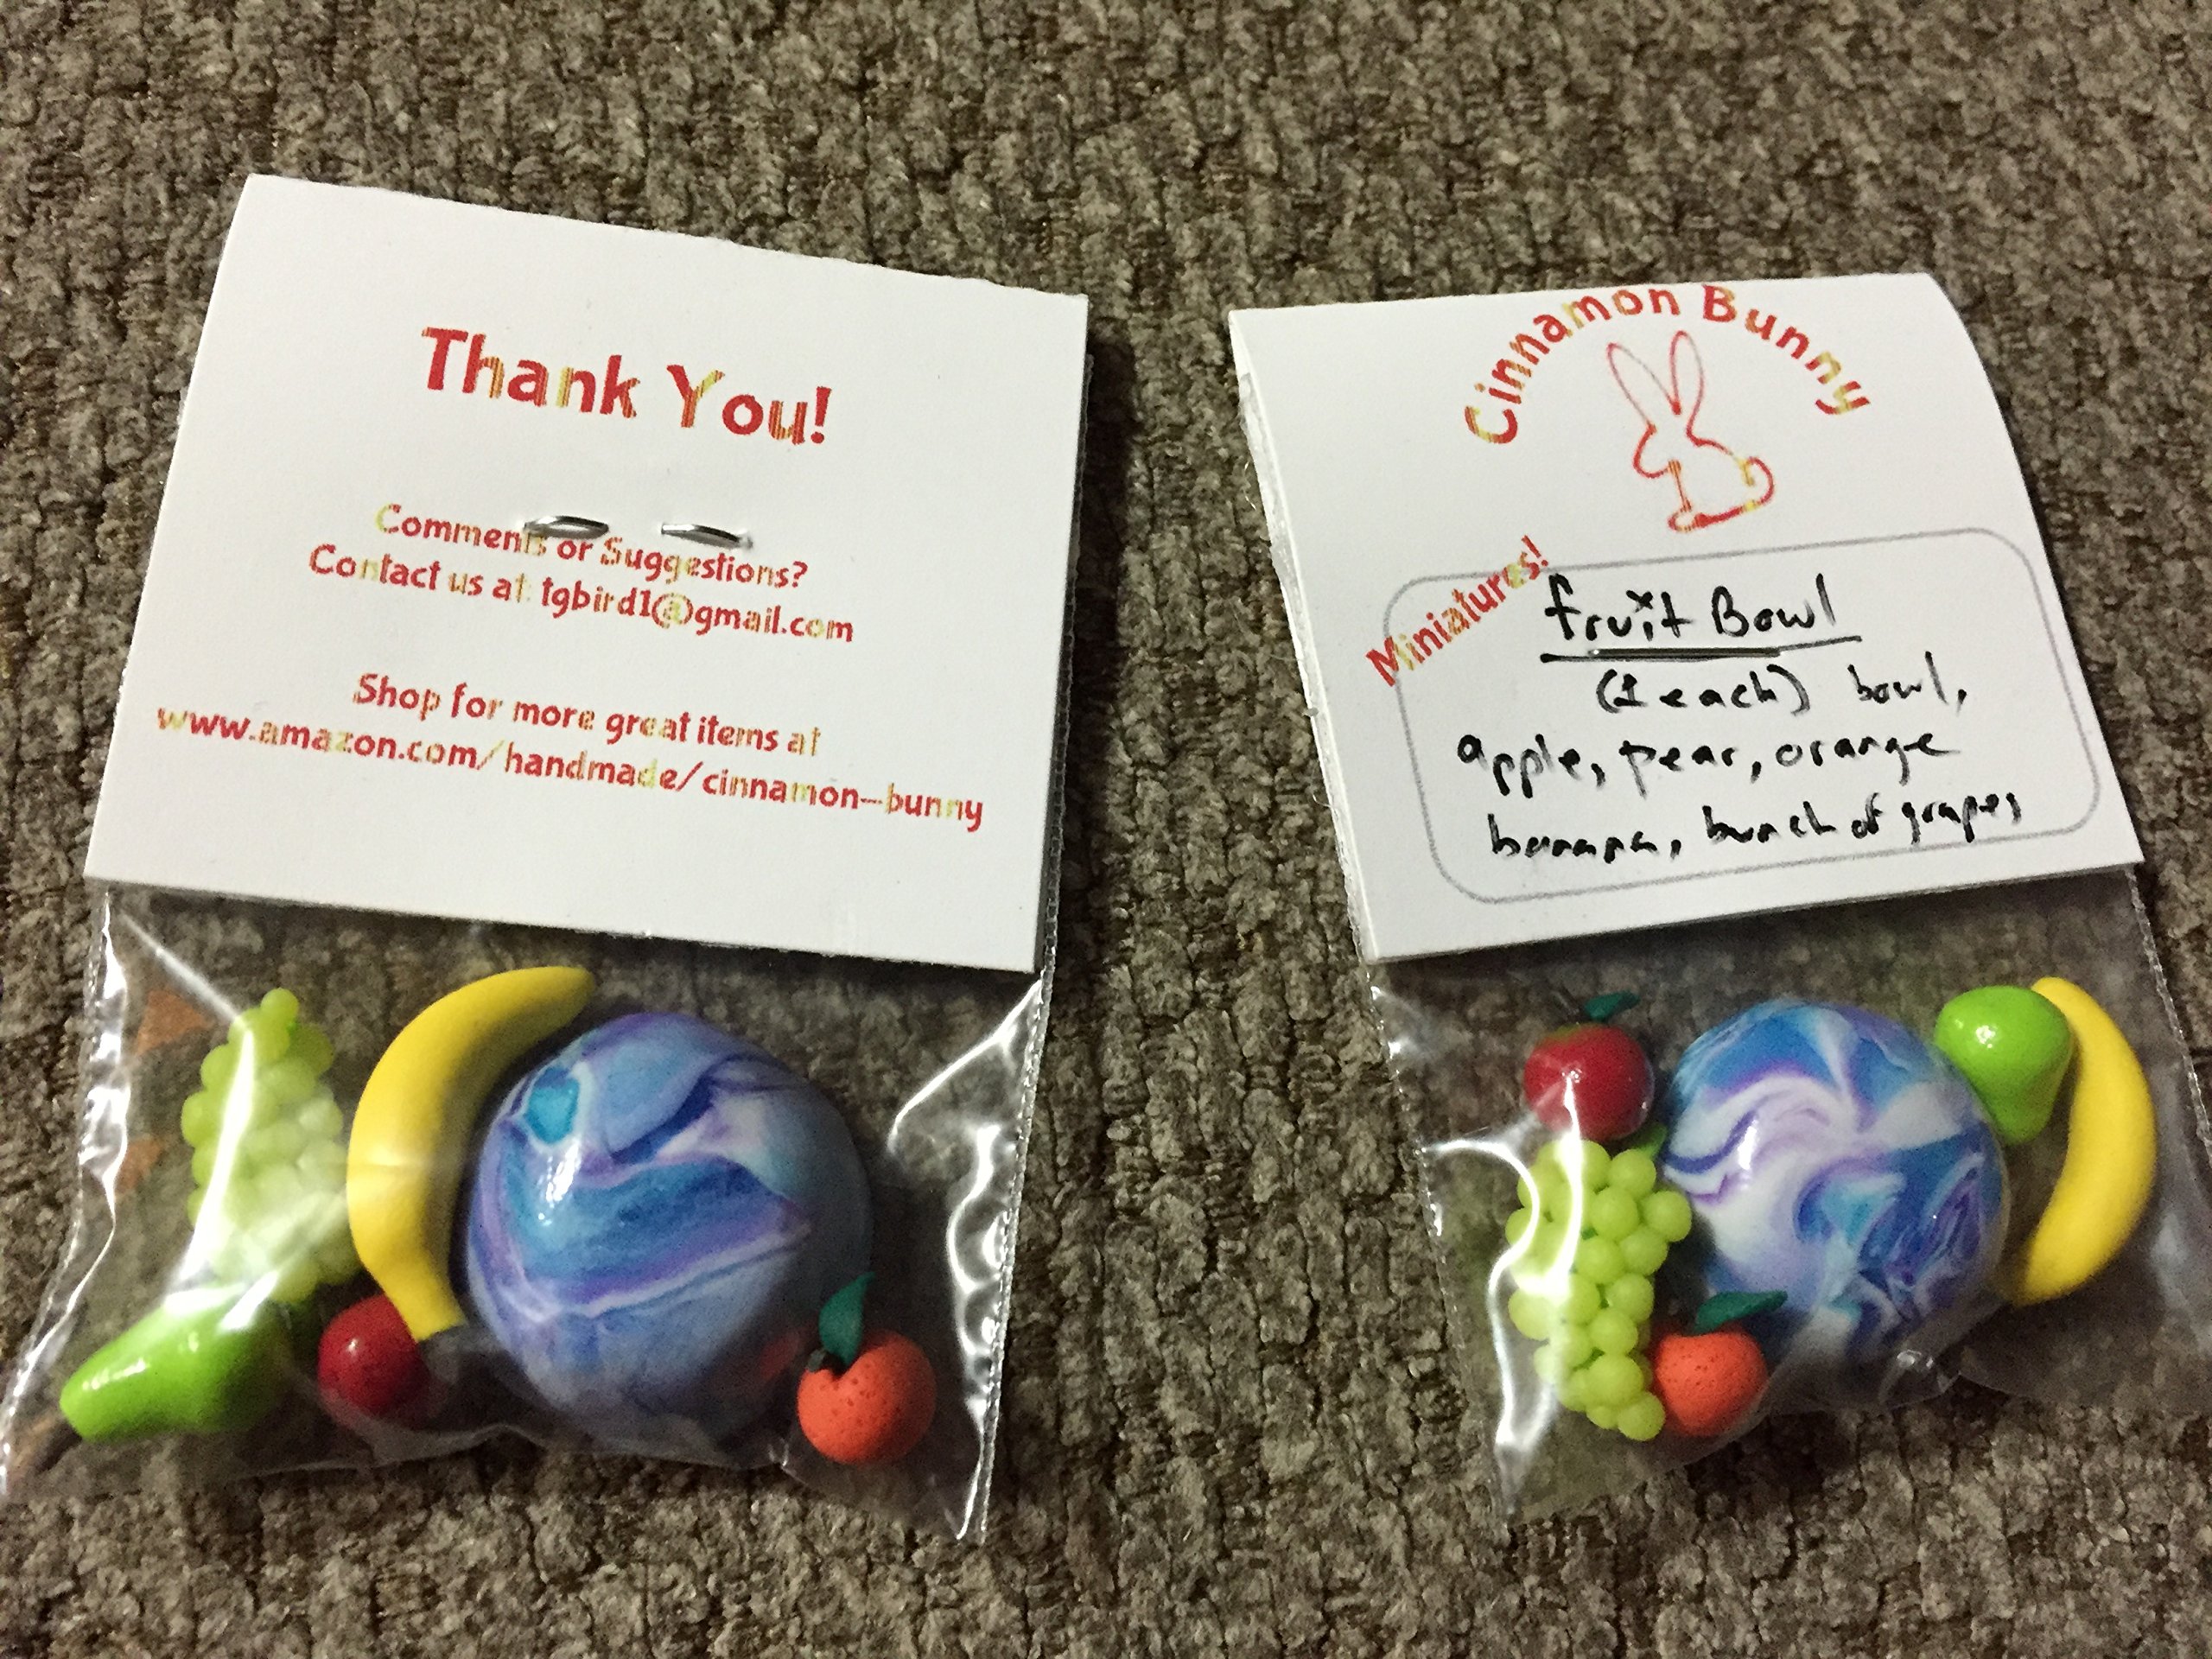 Thank You!
Comments or Suggestions?
Contact us at tgbird1@gmail.com
Shop for more great items at
www.amazon.com/handmade/cinnamon-bunny
Cinnamon Bunny
Miniatures!
fruit Bowl
(1 each) bowl,
apple, pear, orange
banana, bunch of grapes